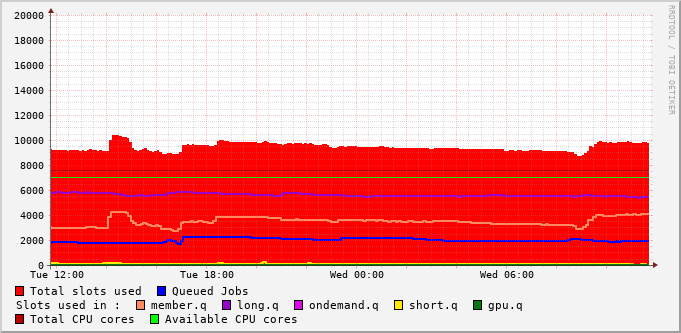 20000
18000
16000
14000
12000
10000
8000
6000
4000
2000
0
Tue 12:00 Tue 18:00 Wed 00:00 Wed 06:00
Total slots used Queued Jobs
Slots used in : member.q long.q ondemand.q short.q gpu.q
Total CPU cores Available CPU cores
RRDTOOL / TOBI OETIKER